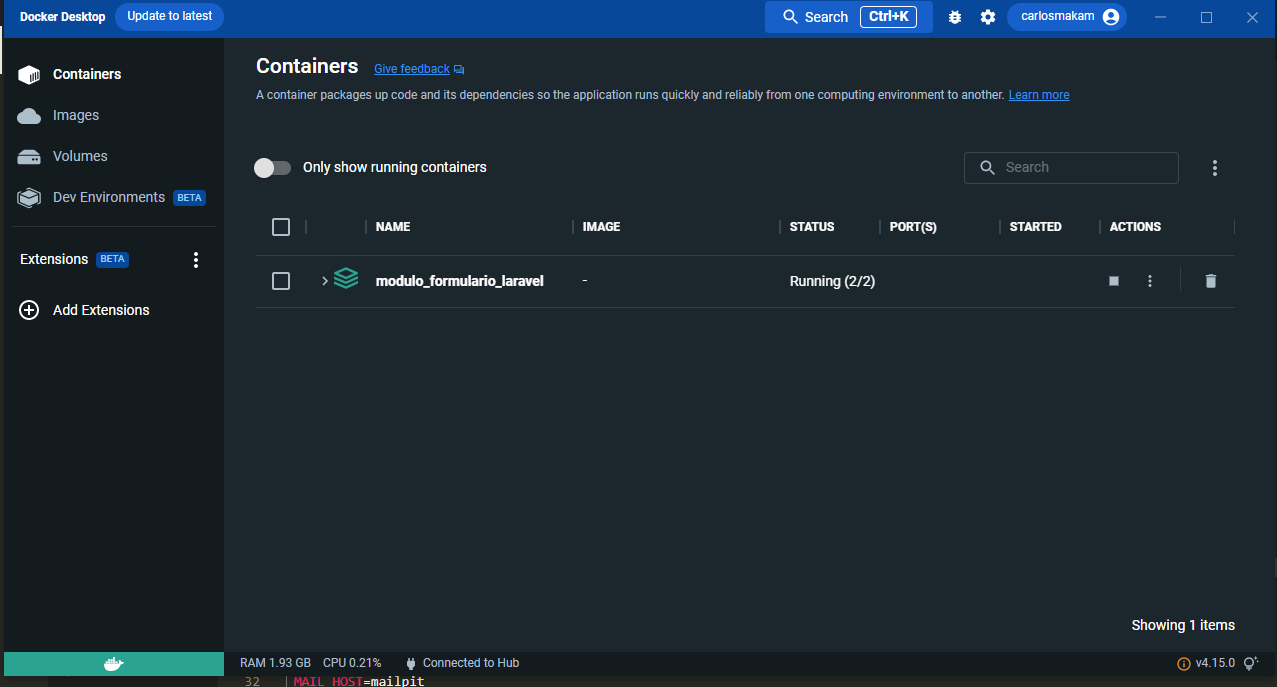 Docker Desktop Update to latest Search Ctrl+K carlosmakam
Containers
Images
Volumes
Dev Environments BETA
Extensions BETA
Add Extensions
Containers Give feedback
A container packages up code and its dependencies so the application runs quickly and reliably from one computing environment to another. Learn more
Only show running containers Search
NAME IMAGE STATUS PORT(S) STARTED ACTIONS
modulo_formulario_laravel - Running (2/2)
Showing 1 items
RAM 1.93 GB CPU 0.21% Connected to Hub v4.15.0
32 MAIL_HOST=mailpit